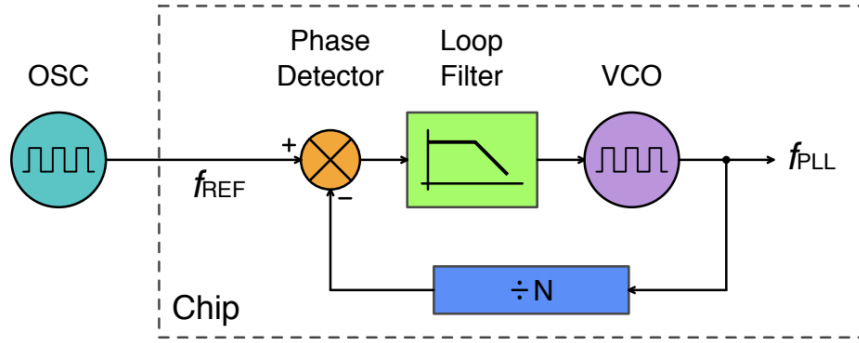 OSC
Phase
Detector
Loop
Filter
VCO
+
−
fREF
fPLL
÷N
Chip